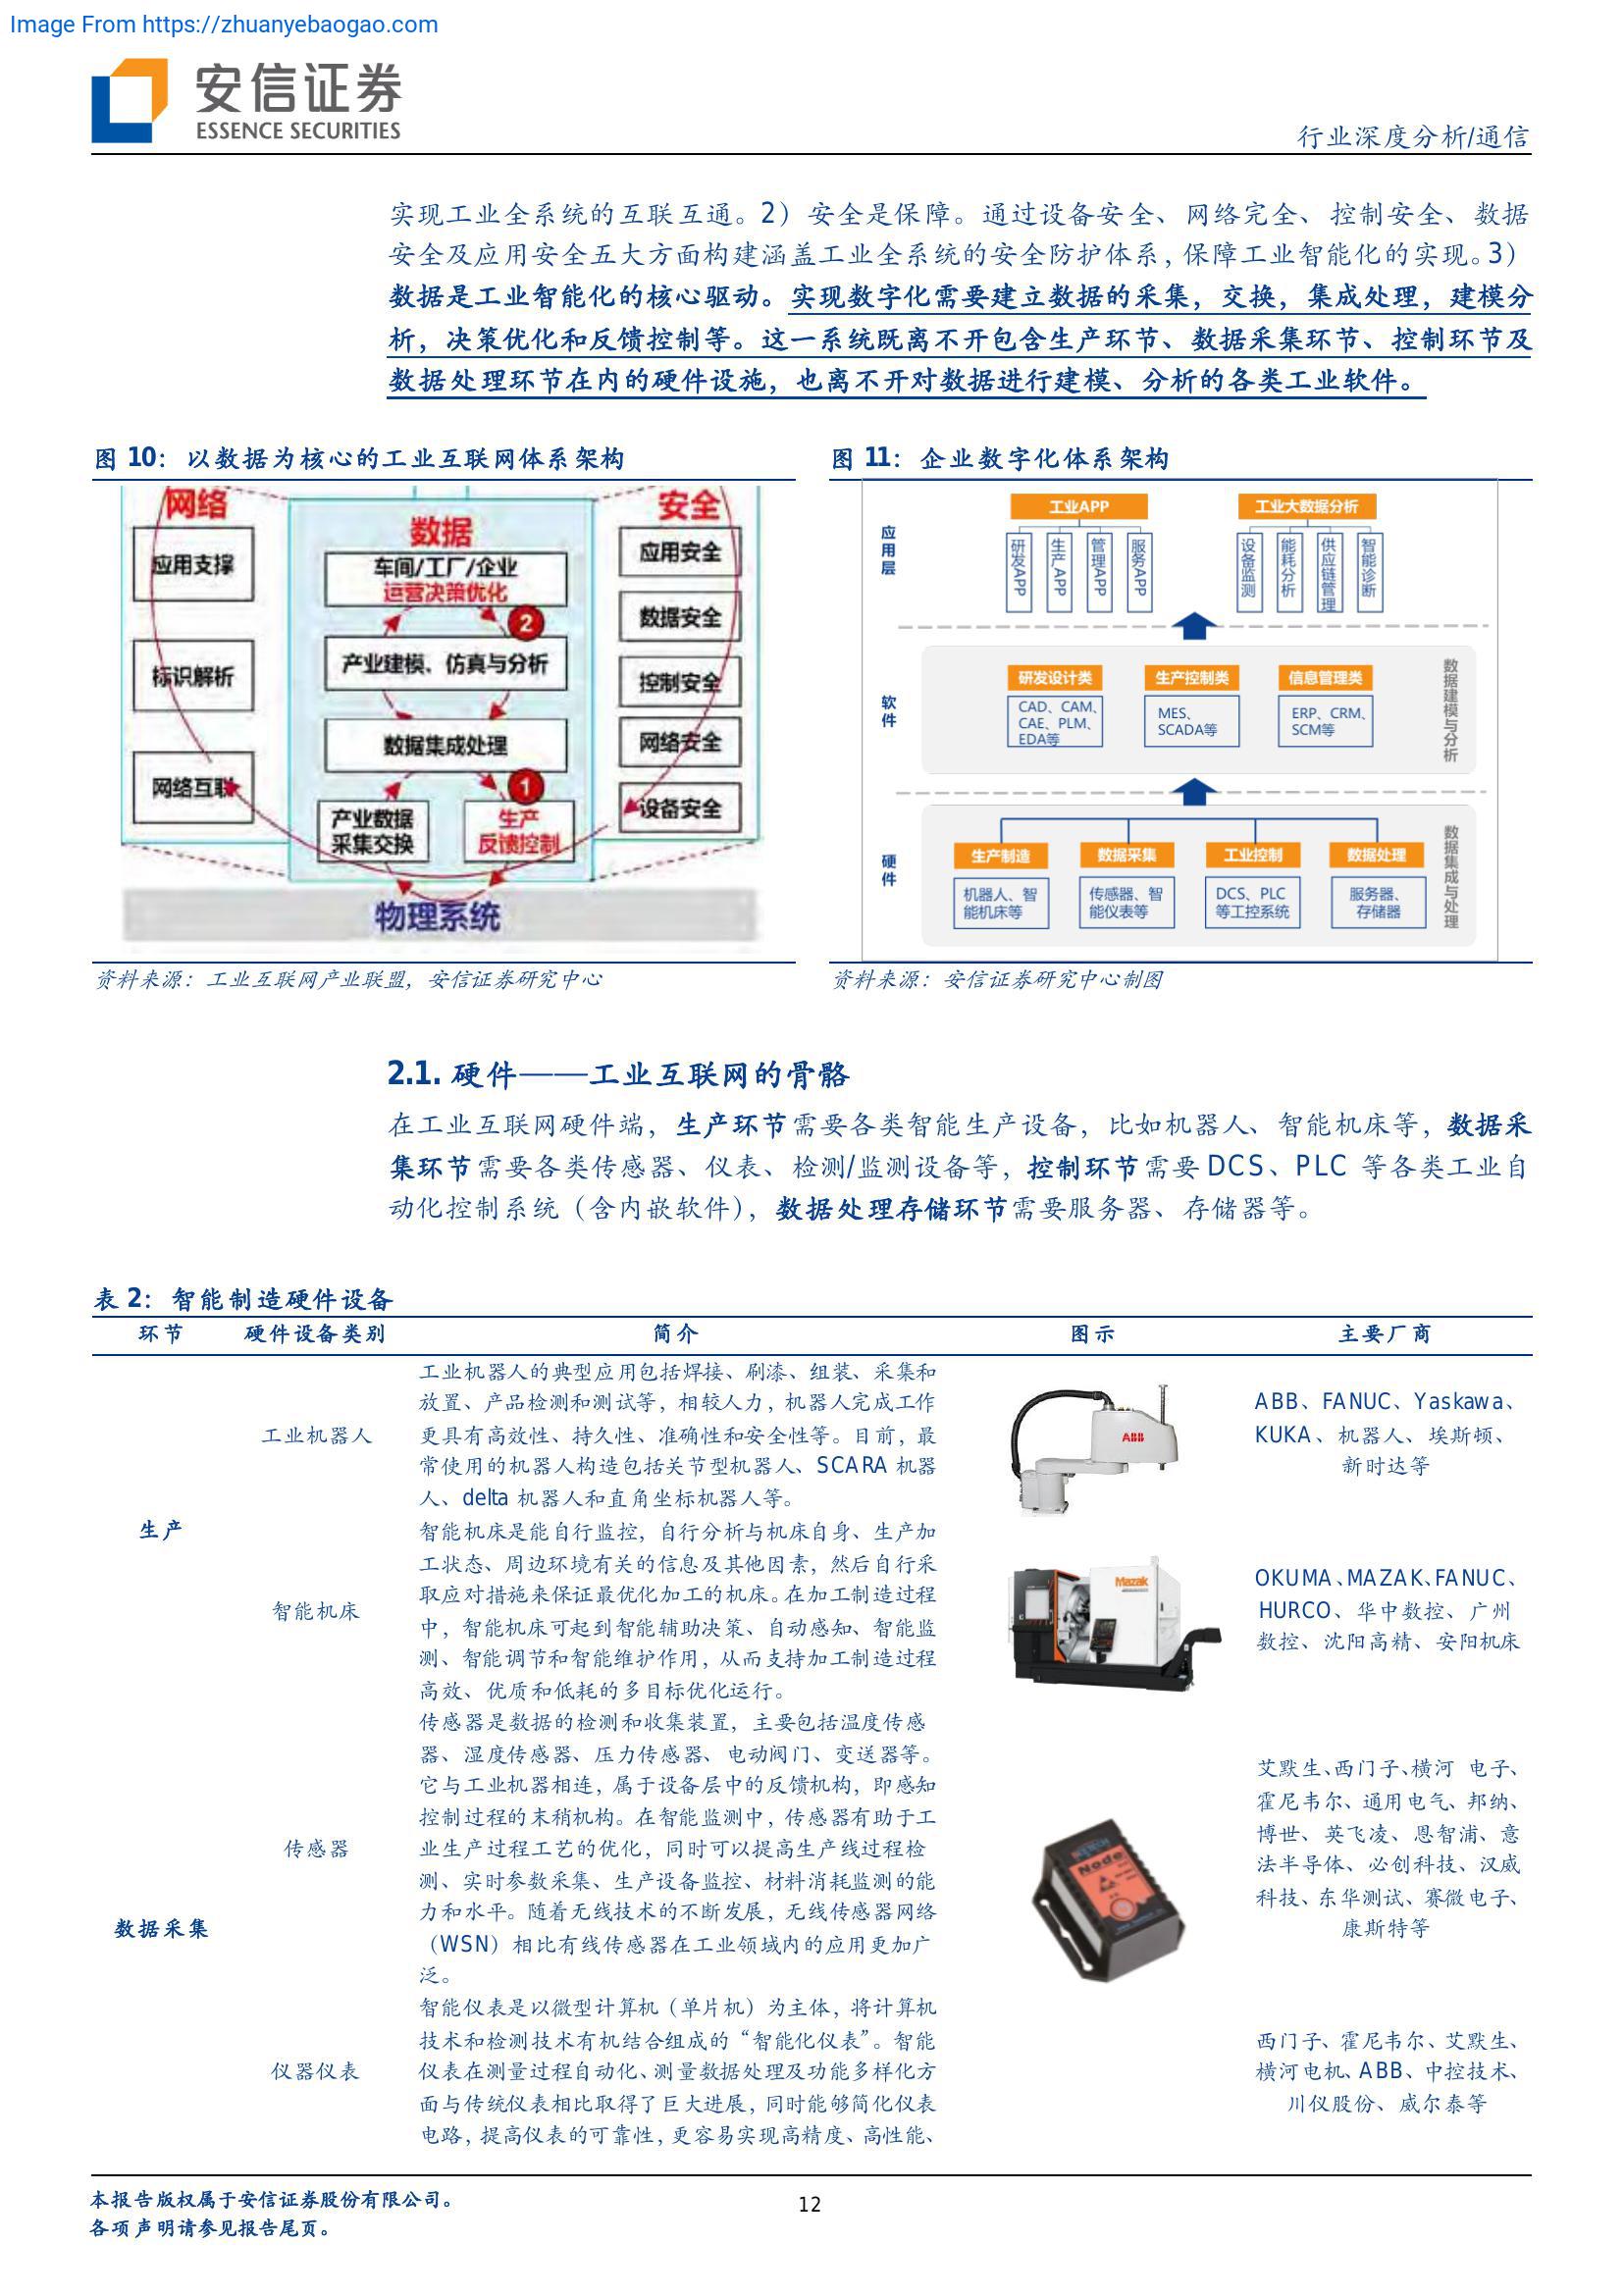 Image From https://zhuanyebaogao.com
安信证券
ESSENCE SECURITIES
行业深度分析/通信
实现工业全系统的互联互通。2）安全是保障。通过设备安全、网络完全、控制安全、数据
安全及应用安全五大方面构建涵盖工业全系统的安全防护体系，保障工业智能化的实现。3）
数据是工业智能化的核心驱动。实现数字化需要建立数据的采集，交换，集成处理，建模分
析，决策优化和反馈控制等。这一系统既离不开包含生产环节、数据采集环节、控制环节及
数据处理环节在内的硬件设施，也离不开对数据进行建模、分析的各类工业软件。
图 10：以数据为核心的工业互联网体系架构
网络
应用支撑
标识解析
网络互联
数据
车间/工厂/企业
运营决策优化
2
产业建模、仿真与分析
数据集成处理
1
产业数据
采集交换
生产
反馈控制
安全
应用安全
数据安全
控制安全
网络安全
设备安全
物理系统
资料来源：工业互联网产业联盟，安信证券研究中心
图 11：企业数字化体系架构
应用层
工业APP
研发APP
生产APP
管理APP
服务APP
工业大数据分析
设备监测
能耗分析
供应链管理
智能诊断
软件
研发设计类
CAD、CAM、
CAE、PLM、
EDA等
生产控制类
MES、
SCADA等
信息管理类
ERP、CRM、
SCM等
数据建模与分析
硬件
生产制造
机器人、智
能机床等
数据采集
传感器、智
能仪表等
工业控制
DCS、PLC
等工控系统
数据处理
服务器、
存储器
数据集成与处理
资料来源：安信证券研究中心制图
2.1. 硬件——工业互联网的骨骼
在工业互联网硬件端，生产环节需要各类智能生产设备，比如机器人、智能机床等，数据采
集环节需要各类传感器、仪表、检测/监测设备等，控制环节需要 DCS、PLC 等各类工业自
动化控制系统（含内嵌软件），数据处理存储环节需要服务器、存储器等。
表 2：智能制造硬件设备
环节 硬件设备类别 简介 图示 主要厂商
生产
工业机器人
工业机器人的典型应用包括焊接、刷漆、组装、采集和
放置、产品检测和测试等，相较人力，机器人完成工作
更具有高效性、持久性、准确性和安全性等。目前，最
常使用的机器人构造包括关节型机器人、SCARA 机器
人、delta 机器人和直角坐标机器人等。
ABB
ABB、FANUC、Yaskawa、
KUKA、机器人、埃斯顿、
新时达等
智能机床
智能机床是能自行监控，自行分析与机床自身、生产加
工状态、周边环境有关的信息及其他因素，然后自行采
取应对措施来保证最优化加工的机床。在加工制造过程
中，智能机床可起到智能辅助决策、自动感知、智能监
测、智能调节和智能维护作用，从而支持加工制造过程
高效、优质和低耗的多目标优化运行。
Mazak
OKUMA、MAZAK、FANUC、
HURCO、华中数控、广州
数控、沈阳高精、安阳机床
数据采集
传感器
传感器是数据的检测和收集装置，主要包括温度传感
器、湿度传感器、压力传感器、电动阀门、变送器等。
它与工业机器相连，属于设备层中的反馈机构，即感知
控制过程的末稍机构。在智能监测中，传感器有助于工
业生产过程工艺的优化，同时可以提高生产线过程检
测、实时参数采集、生产设备监控、材料消耗监测的能
力和水平。随着无线技术的不断发展，无线传感器网络
（WSN）相比有线传感器在工业领域内的应用更加广
泛。
Node
艾默生、西门子、横河 电子、
霍尼韦尔、通用电气、邦纳、
博世、英飞凌、恩智浦、意
法半导体、必创科技、汉威
科技、东华测试、赛微电子、
康斯特等
仪器仪表
智能仪表是以微型计算机（单片机）为主体，将计算机
技术和检测技术有机结合组成的“智能化仪表”。智能
仪表在测量过程自动化、测量数据处理及功能多样化方
面与传统仪表相比取得了巨大进展，同时能够简化仪表
电路，提高仪表的可靠性，更容易实现高精度、高性能、
西门子、霍尼韦尔、艾默生、
横河电机、ABB、中控技术、
川仪股份、威尔泰等
本报告版权属于安信证券股份有限公司。
各项声明请参见报告尾页。
12